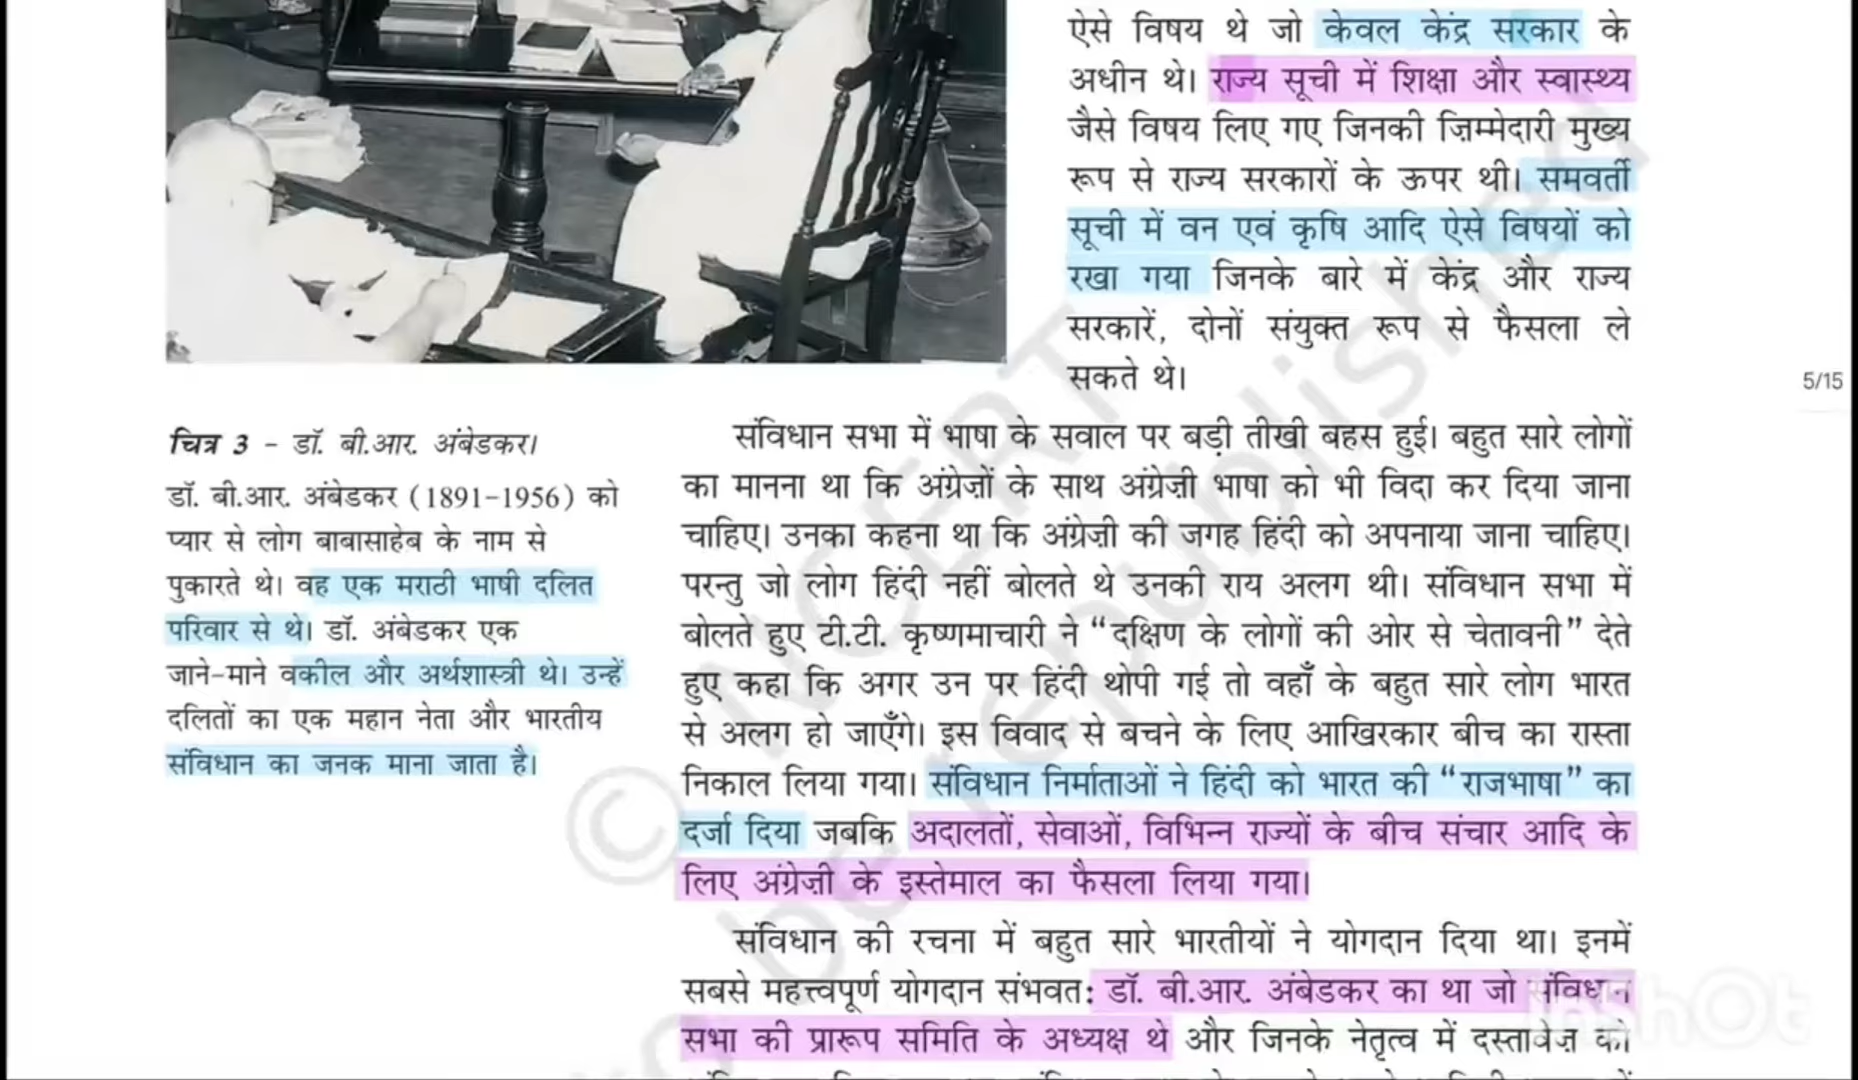 ऐसे विषय थे जो केवल केंद्र सरकार के
अधीन थे। राज्य सूची में शिक्षा और स्वास्थ्य
जैसे विषय लिए गए जिनकी ज़िम्मेदारी मुख्य
रूप से राज्य सरकारों के ऊपर थी। समवर्ती
सूची में वन एवं कृषि आदि ऐसे विषयों को
रखा गया जिनके बारे में केंद्र और राज्य
सरकारें, दोनों संयुक्त रूप से फैसला ले
सकते थे।
5/15
चित्र 3 - डॉ. बी.आर. अंबेडकर।
डॉ. बी.आर. अंबेडकर (1891-1956) को
प्यार से लोग बाबासाहेब के नाम से
पुकारते थे। वह एक मराठी भाषी दलित
परिवार से थे। डॉ. अंबेडकर एक
जाने-माने वकील और अर्थशास्त्री थे। उन्हें
दलितों का एक महान नेता और भारतीय
संविधान का जनक माना जाता है।
संविधान सभा में भाषा के सवाल पर बड़ी तीखी बहस हुई। बहुत सारे लोगों
का मानना था कि अंग्रेज़ों के साथ अंग्रेज़ी भाषा को भी विदा कर दिया जाना
चाहिए। उनका कहना था कि अंग्रेज़ी की जगह हिंदी को अपनाया जाना चाहिए।
परन्तु जो लोग हिंदी नहीं बोलते थे उनकी राय अलग थी। संविधान सभा में
बोलते हुए टी.टी. कृष्णमाचारी ने “दक्षिण के लोगों की ओर से चेतावनी” देते
हुए कहा कि अगर उन पर हिंदी थोपी गई तो वहाँ के बहुत सारे लोग भारत
से अलग हो जाएँगे। इस विवाद से बचने के लिए आखिरकार बीच का रास्ता
निकाल लिया गया। संविधान निर्माताओं ने हिंदी को भारत की “राजभाषा” का
दर्जा दिया जबकि अदालतों, सेवाओं, विभिन्न राज्यों के बीच संचार आदि के
लिए अंग्रेज़ी के इस्तेमाल का फैसला लिया गया।
संविधान की रचना में बहुत सारे भारतीयों ने योगदान दिया था। इनमें
सबसे महत्त्वपूर्ण योगदान संभवत: डॉ. बी.आर. अंबेडकर का था जो संविधान
सभा की प्रारूप समिति के अध्यक्ष थे और जिनके नेतृत्व में दस्तावेज़ को
© NCERT
be republished
InShOt